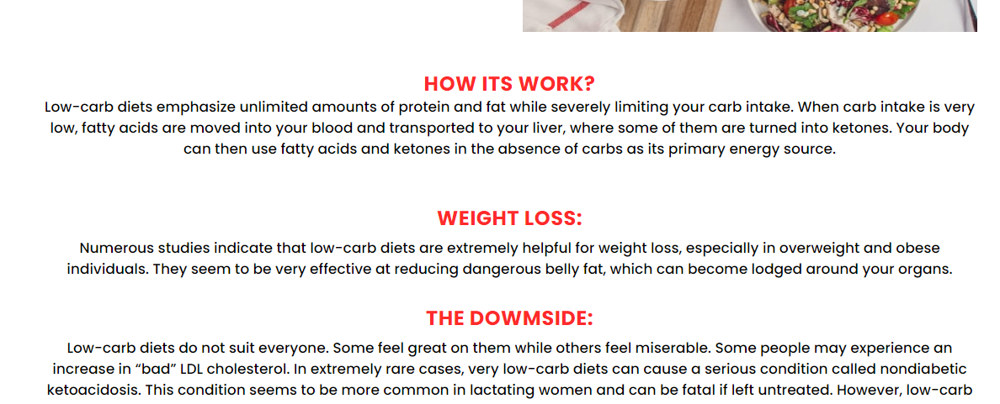 HOW ITS WORK?
Low-carb diets emphasize unlimited amounts of protein and fat while severely limiting your carb intake. When carb intake is very
low, fatty acids are moved into your blood and transported to your liver, where some of them are turned into ketones. Your body
can then use fatty acids and ketones in the absence of carbs as its primary energy source.
WEIGHT LOSS:
Numerous studies indicate that low-carb diets are extremely helpful for weight loss, especially in overweight and obese
individuals. They seem to be very effective at reducing dangerous belly fat, which can become lodged around your organs.
THE DOWMSIDE:
Low-carb diets do not suit everyone. Some feel great on them while others feel miserable. Some people may experience an
increase in “bad” LDL cholesterol. In extremely rare cases, very low-carb diets can cause a serious condition called nondiabetic
ketoacidosis. This condition seems to be more common in lactating women and can be fatal if left untreated. However, low-carb